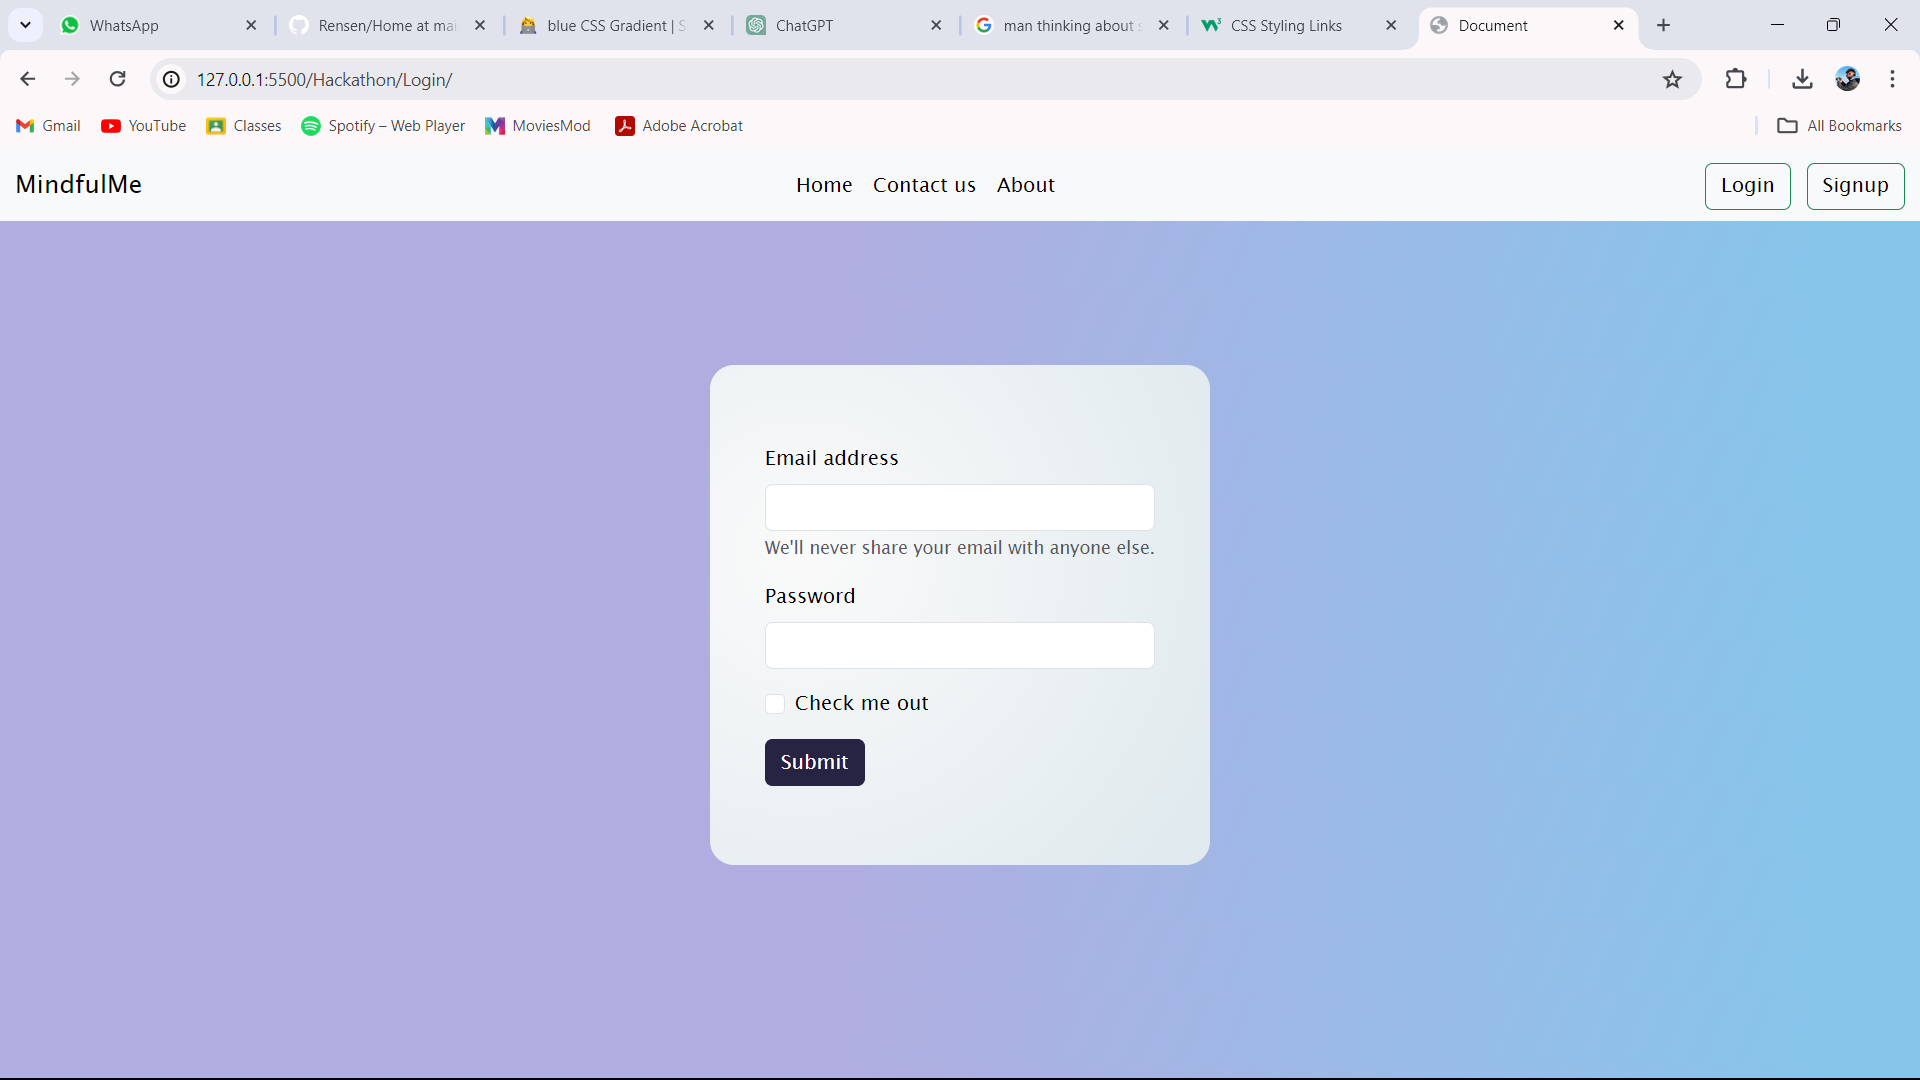 WhatsApp
Rensen/Home at mai
blue CSS Gradient | S
ChatGPT
man thinking about s
CSS Styling Links
Document
127.0.0.1:5500/Hackathon/Login/
Gmail
YouTube
Classes
Spotify – Web Player
MoviesMod
Adobe Acrobat
All Bookmarks
MindfulMe
Home
Contact us
About
Login
Signup
Email address
We'll never share your email with anyone else.
Password
Check me out
Submit